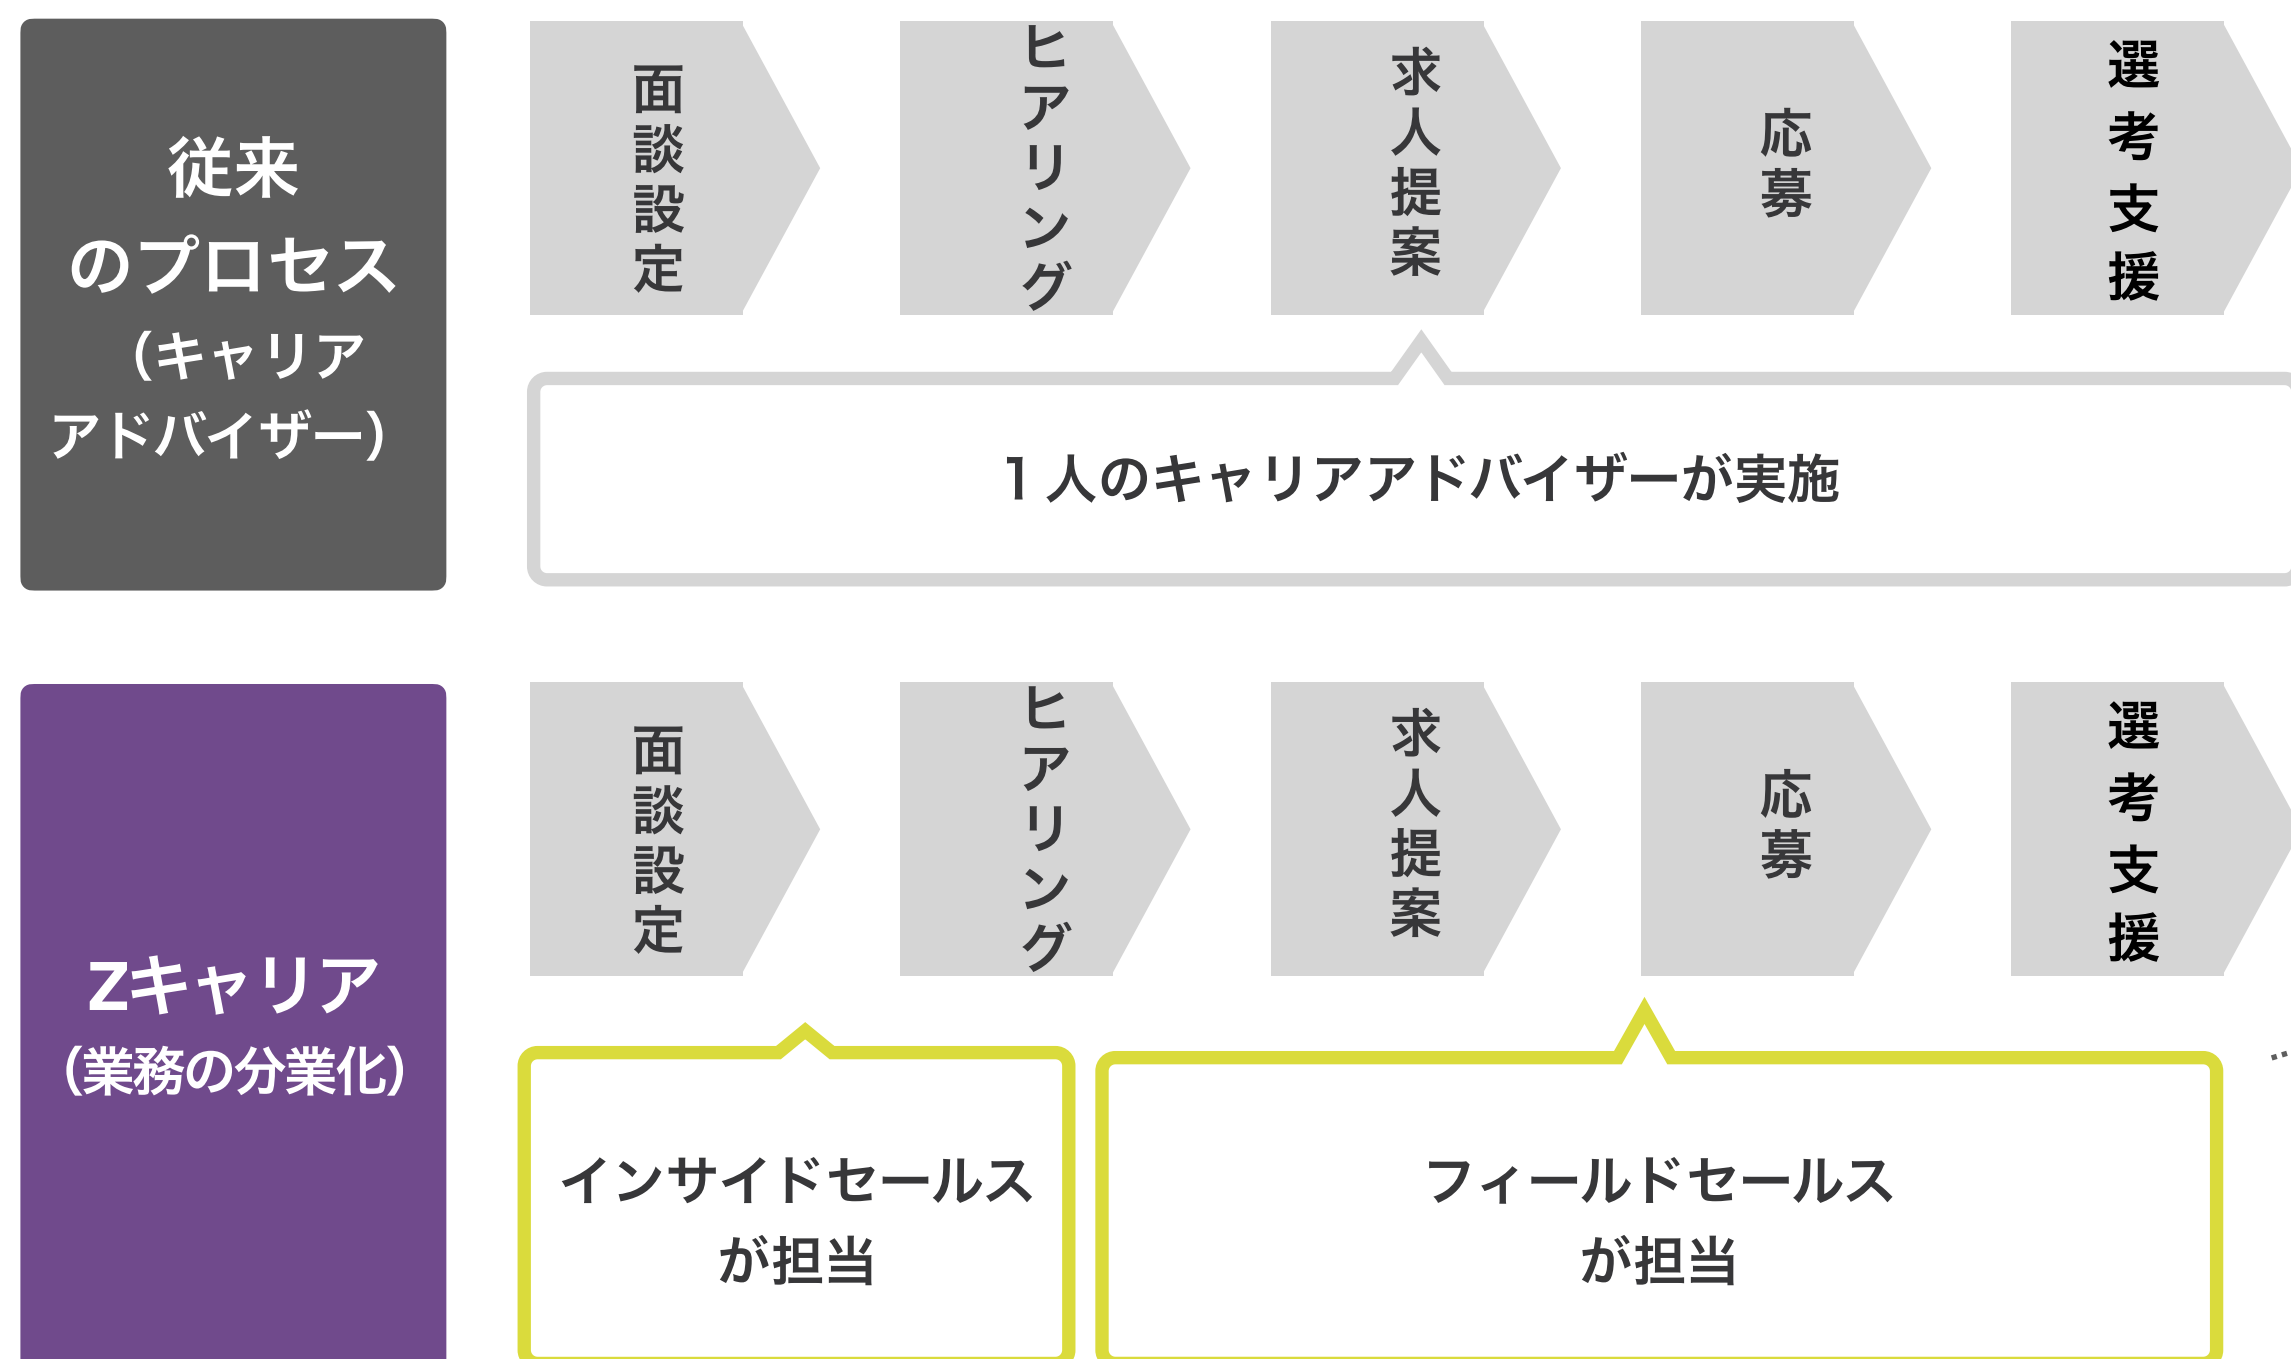 従来
のプロセス
（キャリア
アドバイザー）
面談設定
ヒアリング
求人提案
応募
選考支援
1人のキャリアアドバイザーが実施
Zキャリア
（業務の分業化）
面談設定
ヒアリング
求人提案
応募
選考支援
インサイドセールス
が担当
フィールドセールス
が担当